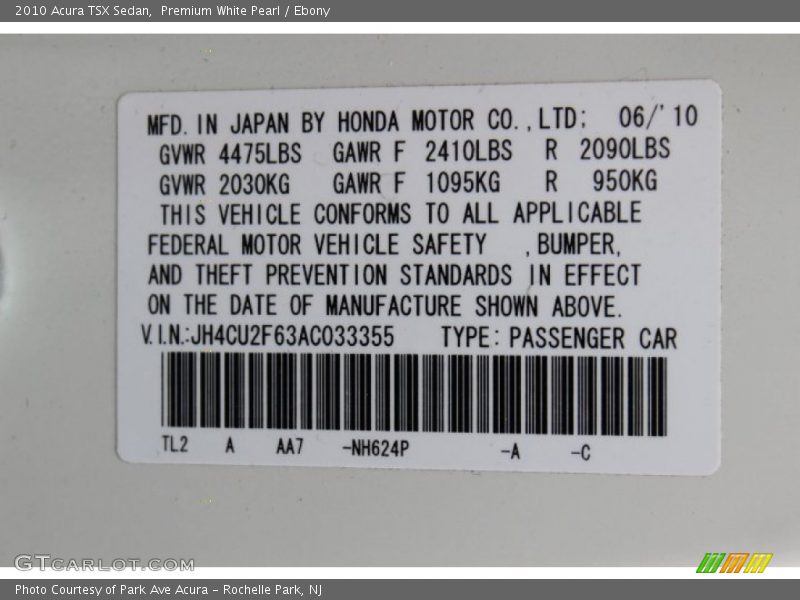 2010 Acura TSX Sedan,  Premium White Pearl / Ebony
MFD. IN JAPAN BY HONDA MOTOR CO., LTD; 06/'10
GVWR 4475LBS GAWR F 2410LBS R 2090LBS
GVWR 2030KG GAWR F 1095KG R 950KG
THIS VEHICLE CONFORMS TO ALL APPLICABLE
FEDERAL MOTOR VEHICLE SAFETY , BUMPER,
AND THEFT PREVENTION STANDARDS IN EFFECT
ON THE DATE OF MANUFACTURE SHOWN ABOVE.
V.I.N.:JH4CU2F63AC033355 TYPE: PASSENGER CAR
TL2 A AA7 -NH624P -A -C
GTCARLOT.COM
Photo Courtesy of Park Ave Acura - Rochelle Park, NJ